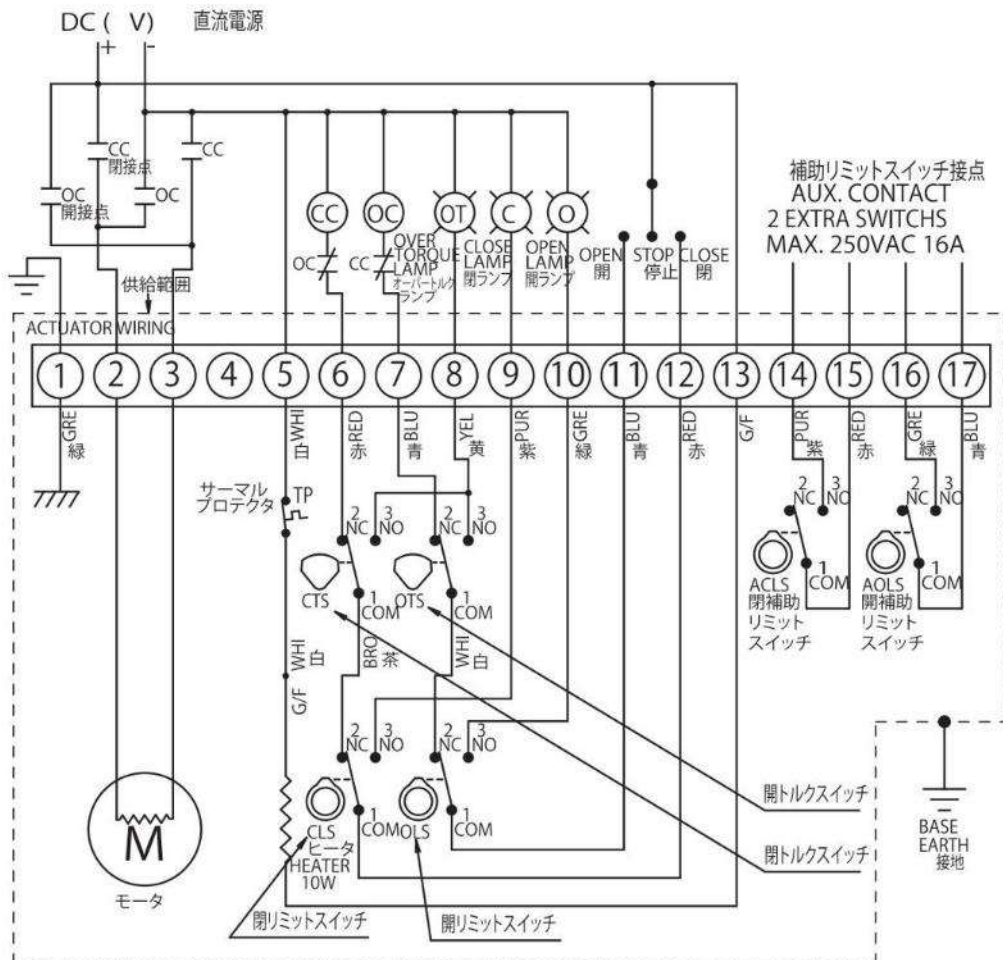 DC ( V)
直流電源
+
-
CC
閉接点
CC
OC
開接点
OC
供給範囲
CC
OC
OT
C
O
OC
CC
OVER
TORQUE
LAMP
オーバートルク
ランプ
CLOSE
LAMP
閉ランプ
OPEN
LAMP
開ランプ
OPEN
開
STOP
停止
CLOSE
閉
補助リミットスイッチ接点
AUX. CONTACT
2 EXTRA SWITCHS
MAX. 250VAC 16A
ACTUATOR WIRING
1 2 3 4 5 6 7 8 9 10 11 12 13 14 15 16 17
GRE
緑
WHI
白
RED
赤
BLU
青
YEL
黄
PUR
紫
GRE
緑
BLU
青
RED
赤
G/F
PUR
紫
RED
赤
GRE
緑
BLU
青
サーマル
プロテクタ
TP
2
NC
3
NO
1
COM
CTS
2
NC
3
NO
1
COM
OTS
2
NC
3
NO
1
COM
ACLS
閉補助
リミット
スイッチ
2
NC
3
NO
1
COM
AOLS
開補助
リミット
スイッチ
WHI
白
G/F
BRO
茶
WHI
白
2
NC
3
NO
1
COM
CLS
ヒータ
HEATER
10W
2
NC
3
NO
1
COM
OLS
M
モータ
開トルクスイッチ
閉トルクスイッチ
閉リミットスイッチ
開リミットスイッチ
BASE
EARTH
接地